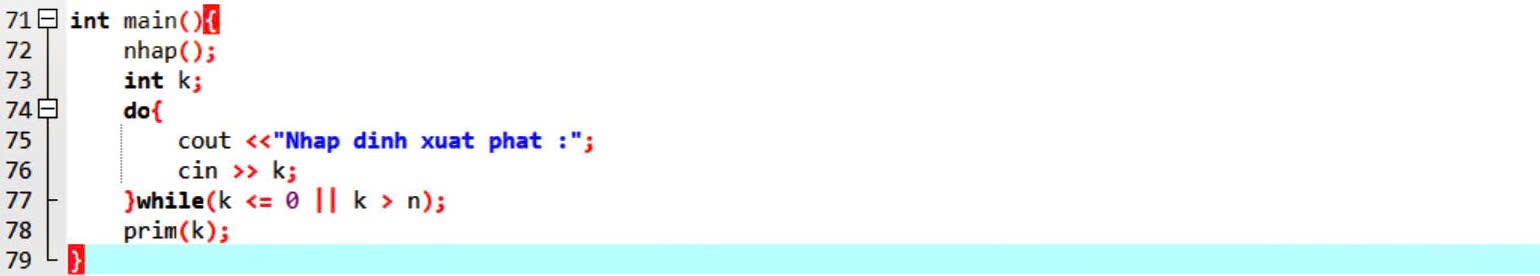 71 int main(){
72 nhap();
73 int k;
74 do{
75 cout <<"Nhap dinh xuat phat :";
76 cin >> k;
77 }while(k <= 0 || k > n);
78 prim(k);
79 }